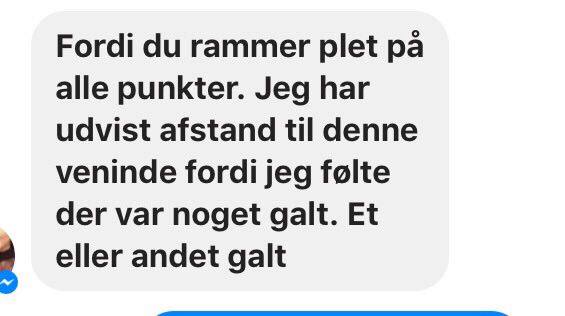 Fordi du rammer plet på
alle punkter. Jeg har
udvist afstand til denne
veninde fordi jeg følte
der var noget galt. Et
eller andet galt